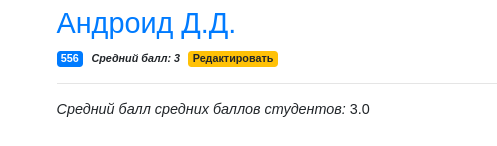 Андроид Д.Д.
556 Средний балл: 3 Редактировать
Средний балл средних баллов студентов: 3.0